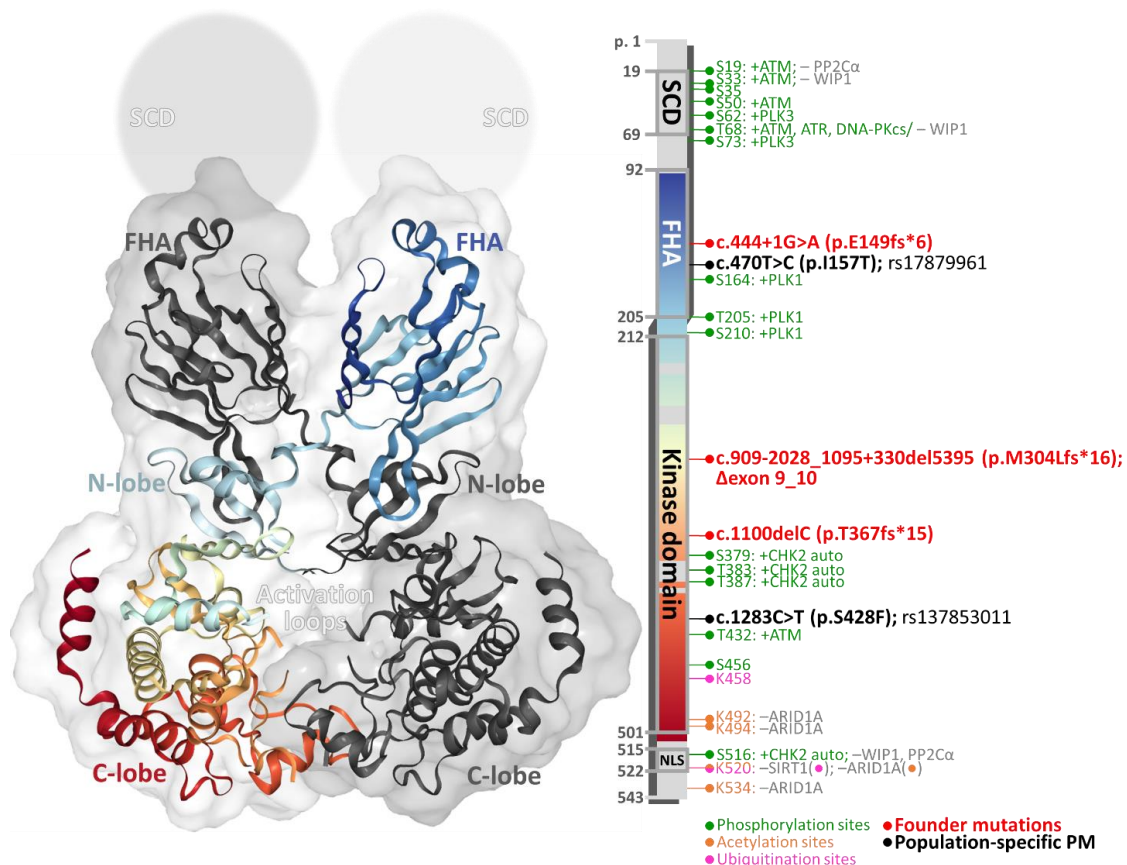 SCD
SCD
FHA
FHA
N-lobe
N-lobe
Activation
loops
C-lobe
C-lobe
p. 1
19
69
92
205
212
501
515
522
543
SCD
FHA
Kinase domain
NLS
S19: +ATM; – PP2Cα
S33: +ATM; – WIP1
S35
S50: +ATM
S62: +PLK3
T68: +ATM, ATR, DNA-PKcs/ – WIP1
S73: +PLK3
c.444+1G>A (p.E149fs*6)
c.470T>C (p.I157T); rs17879961
S164: +PLK1
T205: +PLK1
S210: +PLK1
c.909-2028_1095+330del5395 (p.M304Lfs*16);
Δexon 9_10
c.1100delC (p.T367fs*15)
S379: +CHK2 auto
T383: +CHK2 auto
T387: +CHK2 auto
c.1283C>T (p.S428F); rs137853011
T432: +ATM
S456
K458
K492: –ARID1A
K494: –ARID1A
S516: +CHK2 auto; –WIP1, PP2Cα
K520: –SIRT1(●); –ARID1A(●)
K534: –ARID1A
Phosphorylation sites
Acetylation sites
Ubiquitination sites
Founder mutations
Population-specific PM